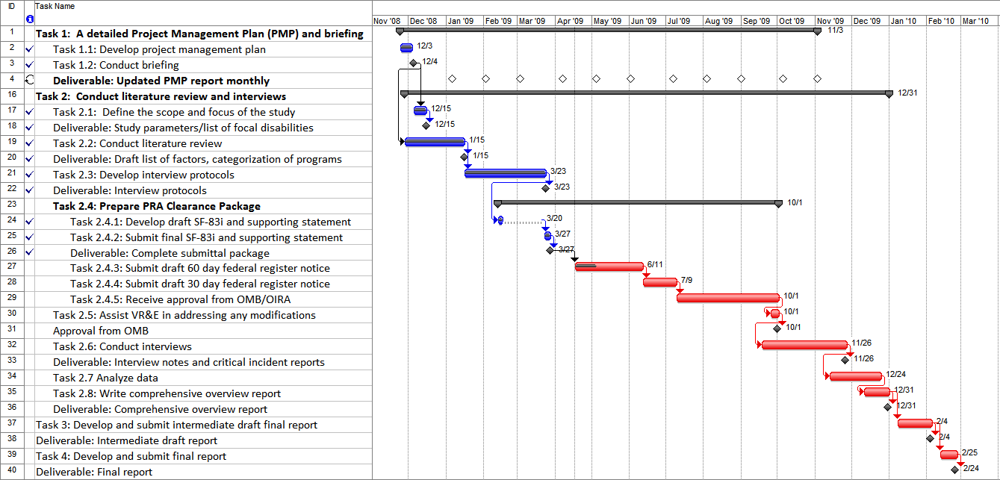 ID Task Name
Nov '08 Dec '08 Jan '09 Feb '09 Mar '09 Apr '09 May '09 Jun '09 Jul '09 Aug '09 Sep '09 Oct '09 Nov '09 Dec '09 Jan '10 Feb '10 Mar '10
1 Task 1: A detailed Project Management Plan (PMP) and briefing 11/3
2 Task 1.1: Develop project management plan 12/3
3 Task 1.2: Conduct briefing 12/4
4 Deliverable: Updated PMP report monthly
16 Task 2: Conduct literature review and interviews 12/31
17 Task 2.1: Define the scope and focus of the study 12/15
18 Deliverable: Study parameters/list of focal disabilities 12/15
19 Task 2.2: Conduct literature review 1/15
20 Deliverable: Draft list of factors, categorization of programs 1/15
21 Task 2.3: Develop interview protocols 3/23
22 Deliverable: Interview protocols 3/23
23 Task 2.4: Prepare PRA Clearance Package 10/1
24 Task 2.4.1: Develop draft SF-83i and supporting statement 3/20
25 Task 2.4.2: Submit final SF-83i and supporting statement 3/27
26 Deliverable: Complete submittal package 3/27
27 Task 2.4.3: Submit draft 60 day federal register notice 6/11
28 Task 2.4.4: Submit draft 30 day federal register notice 7/9
29 Task 2.4.5: Receive approval from OMB/OIRA 10/1
30 Task 2.5: Assist VR&E in addressing any modifications 10/1
31 Approval from OMB 10/1
32 Task 2.6: Conduct interviews 11/26
33 Deliverable: Interview notes and critical incident reports 11/26
34 Task 2.7 Analyze data 12/24
35 Task 2.8: Write comprehensive overview report 12/31
36 Deliverable: Comprehensive overview report 12/31
37 Task 3: Develop and submit intermediate draft final report 2/4
38 Deliverable: Intermediate draft report 2/4
39 Task 4: Develop and submit final report 2/25
40 Deliverable: Final report 2/24